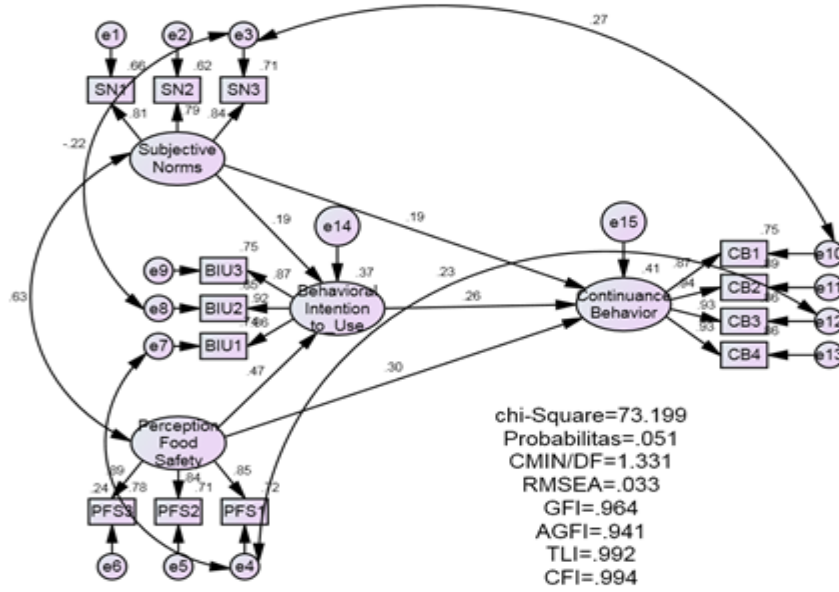 .27
e1 e2 e3
.66 .62 .71
SN1 SN2 SN3
.81 .79 .84
-.22
Subjective
Norms
.19
.19
e14
e15
.63
.75
e9 BIU3
.87
.37
.23
.41
.75
CB1 e10
.87
e8 BIU2
.92
Behavioral
Intention
to Use
.26
Continuance
Behavior
.94
CB2 e11
e7 BIU1
.93
CB3 e12
.93
CB4 e13
.47
.30
Perception
Food
Safety
.89 .84 .85
.24 .78 .71 .72
PFS3 PFS2 PFS1
e6 e5 e4
chi-Square=73.199
Probabilitas=.051
CMIN/DF=1.331
RMSEA=.033
GFI=.964
AGFI=.941
TLI=.992
CFI=.994